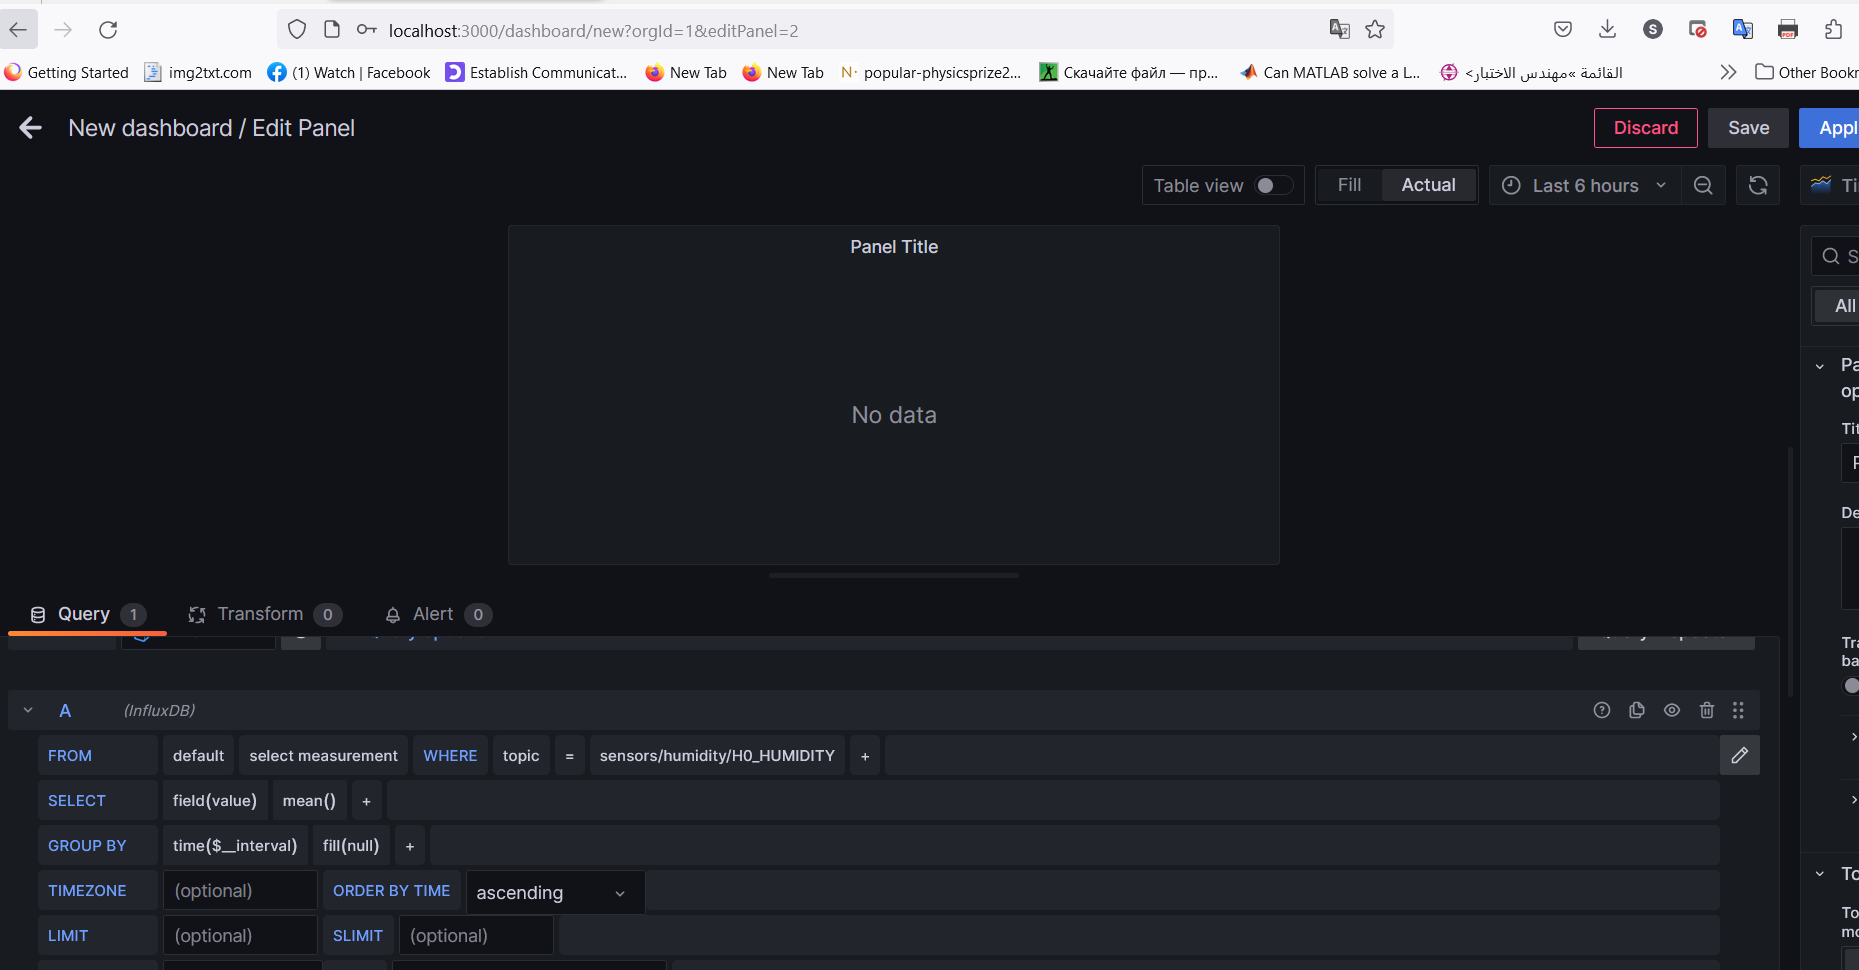 localhost:3000/dashboard/new?orgId=1&editPanel=2
Getting Started img2txt.com (1) Watch | Facebook Establish Communicat... New Tab New Tab popular-physicsprize2... Скачайте файл — пр... Can MATLAB solve a L... القائمة »مهندس الاختبار> Other Bookr
New dashboard / Edit Panel Discard Save Appl
Table view Fill Actual Last 6 hours Ti
Panel Title
S
All
No data
Pa
op
Tit
De
Query 1 Transform 0 Alert 0
Tra
ba
A (InfluxDB)
FROM default select measurement WHERE topic = sensors/humidity/H0_HUMIDITY +
SELECT field(value) mean() +
GROUP BY time($__interval) fill(null) +
TIMEZONE (optional) ORDER BY TIME ascending
To
To
mo
LIMIT (optional) SLIMIT (optional)